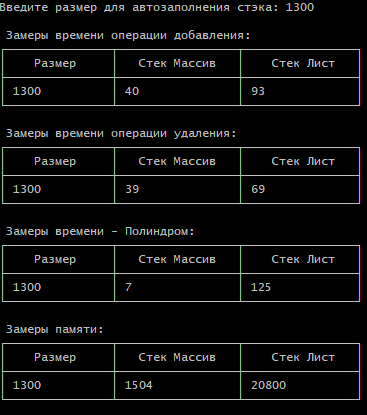 Введите размер для автозаполнения стэка: 1300
Замеры времени операции добавления:
Размер Стек Массив Стек Лист
1300 40 93
Замеры времени операции удаления:
Размер Стек Массив Стек Лист
1300 39 69
Замеры времени - Полиндром:
Размер Стек Массив Стек Лист
1300 7 125
Замеры памяти:
Размер Стек Массив Стек Лист
1300 1504 20800